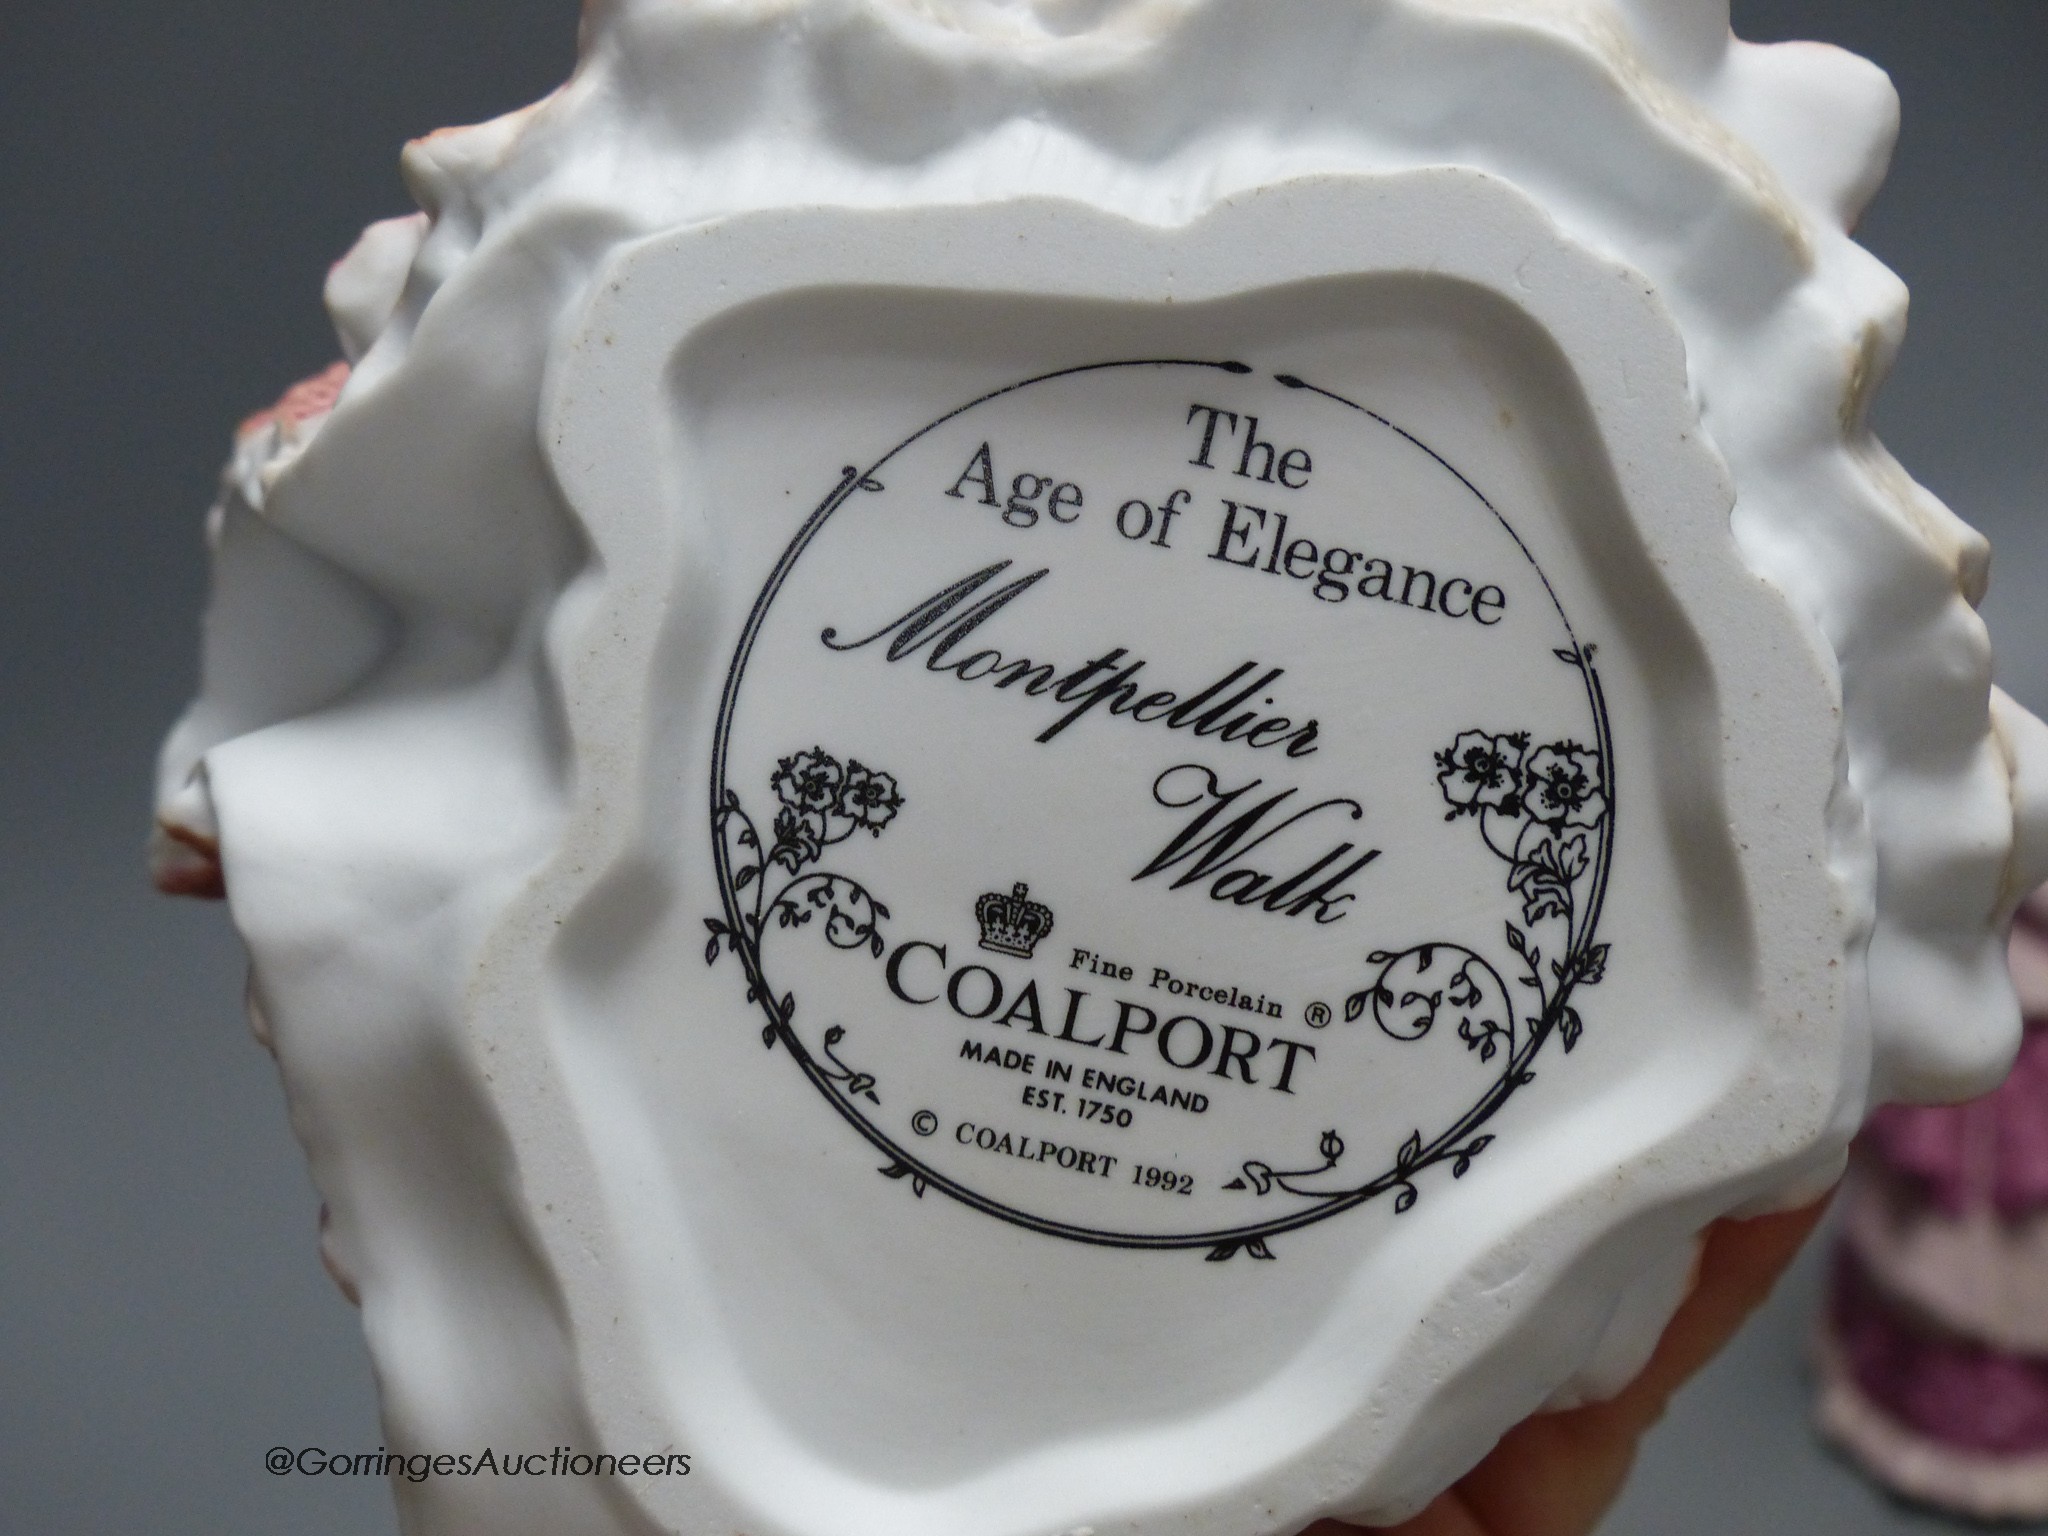 The
Age of Elegance
Montpellier
Walk
Fine Porcelain ®
COALPORT
MADE IN ENGLAND
EST. 1750
© COALPORT 1992
@GorringesAuctioneers